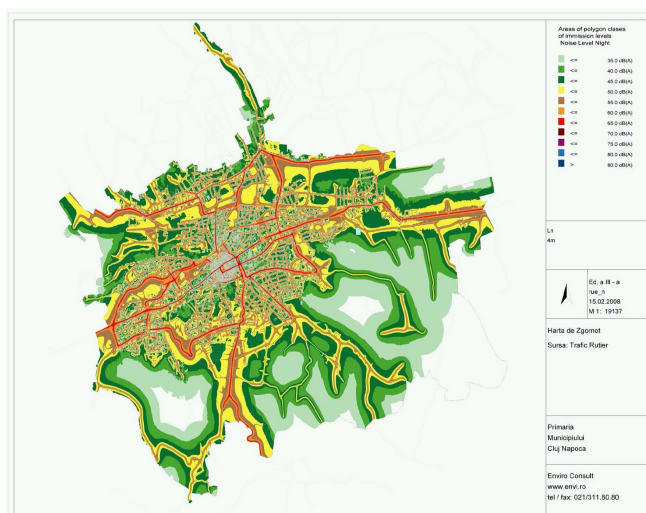 Areas of polygon clases
of immission levels
Noise Level Night
<= 35.0 dB(A)
<= 40.0 dB(A)
<= 45.0 dB(A)
<= 50.0 dB(A)
<= 55.0 dB(A)
<= 60.0 dB(A)
<= 65.0 dB(A)
<= 70.0 dB(A)
<= 75.0 dB(A)
<= 80.0 dB(A)
> 80.0 dB(A)
Ln
4m
Ed. a III - a
rue_n
15.02.2008
M 1: 19137
Harta de Zgomot
Sursa: Trafic Rutier
Primaria
Municipiului
Cluj Napoca
Enviro Consult
www.envi.ro
tel / fax: 021/311.80.80